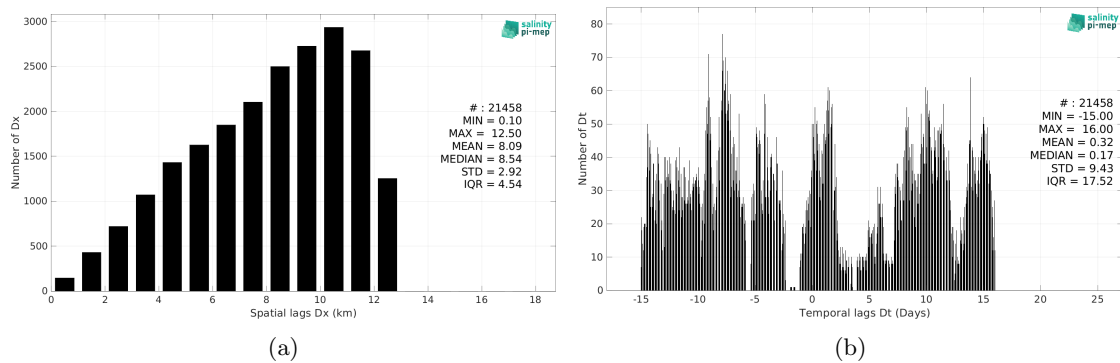 3000
2500
2000
1500
1000
500
0
Number of Dx
salinity
pi-mep
# : 21458
MIN = 0.10
MAX = 12.50
MEAN = 8.09
MEDIAN = 8.54
STD = 2.92
IQR = 4.54
0 2 4 6 8 10 12 14 16 18
Spatial lags Dx (km)
(a)
80
70
60
50
40
30
20
10
0
Number of Dt
salinity
pi-mep
# : 21458
MIN = -15.00
MAX = 16.00
MEAN = 0.32
MEDIAN = 0.17
STD = 9.43
IQR = 17.52
-15 -10 -5 0 5 10 15 20 25
Temporal lags Dt (Days)
(b)